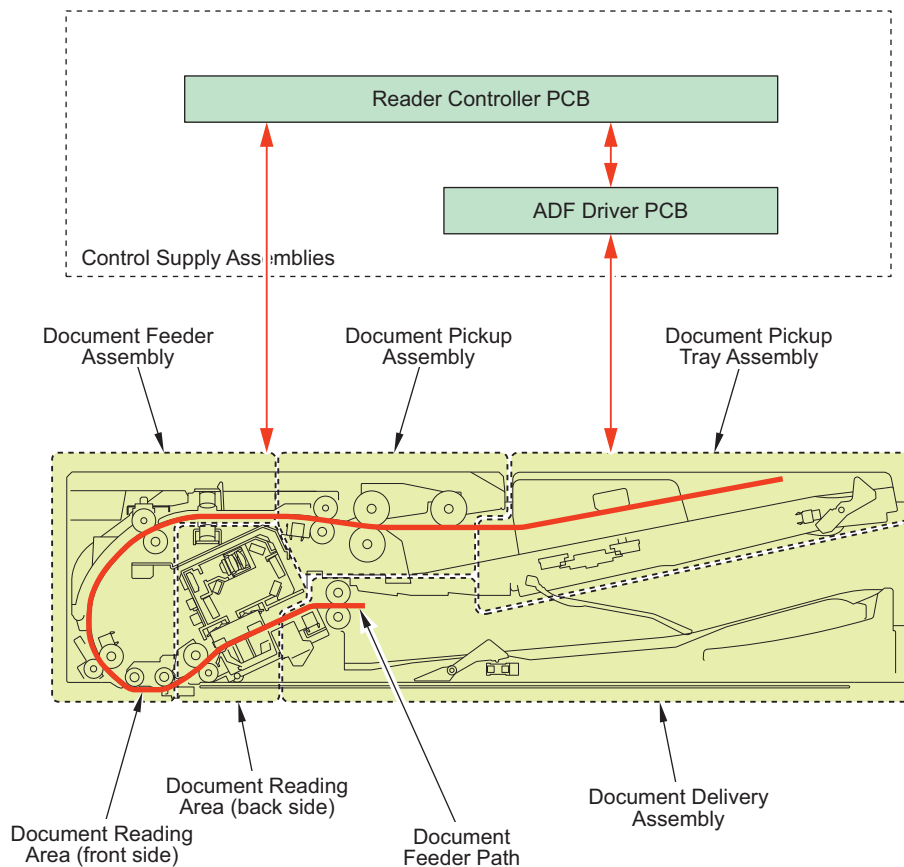 Reader Controller PCB
ADF Driver PCB
Control Supply Assemblies
Document Feeder
Assembly
Document Pickup
Assembly
Document Pickup
Tray Assembly
Document Reading
Area (front side)
Document Reading
Area (back side)
Document
Feeder Path
Document Delivery
Assembly